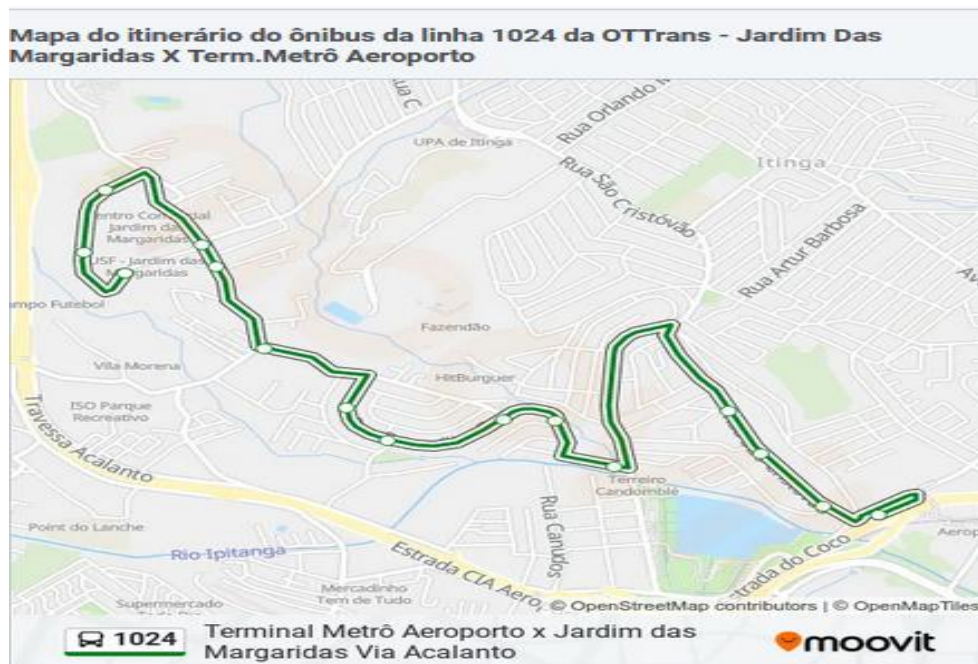 Mapa do itinerário do ônibus da linha 1024 da OTTrans - Jardim Das
Margaridas X Term.Metrô Aeroporto
Rua C
Rua Orlando
UPA de Itinga
Itinga
Rua São Cristóvão
Rua Artur Barbosa
Av
Jardim das
Margaridas
USF - Jardim das
Margaridas
Futebol
Fazendão
Vila Morena
HitBurguer
ISO Parque
Recreativo
Travessa Acalanto
Terreiro
Candomblé
Rua Canudos
Point do Lanche
Rio Ipitanga
Estrada CIA Aero
Estrada do Coco
Aerop
Mercadinho
Tem de Tudo
Supermercado
© OpenStreetMap contributors | © OpenMapTiles
1024
Terminal Metrô Aeroporto x Jardim das
Margaridas Via Acalanto
moovit